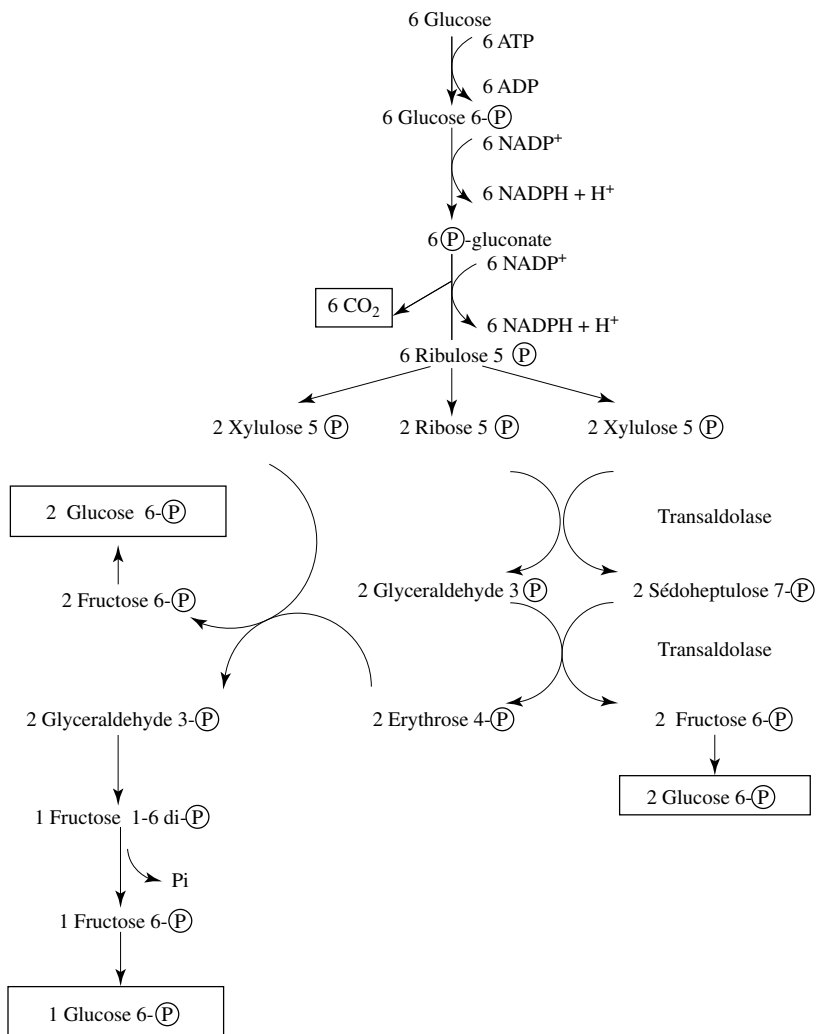 6 Glucose
6 ATP
6 ADP
6 Glucose 6-Ⓟ
6 NADP⁺
6 NADPH + H⁺
6 Ⓟ-gluconate
6 NADP⁺
6 CO₂
6 NADPH + H⁺
6 Ribulose 5 Ⓟ
2 Xylulose 5 Ⓟ 2 Ribose 5 Ⓟ 2 Xylulose 5 Ⓟ
2 Glucose 6-Ⓟ
Transaldolase
2 Fructose 6-Ⓟ
2 Glyceraldehyde 3 Ⓟ 2 Sédoheptulose 7-Ⓟ
Transaldolase
2 Glyceraldehyde 3-Ⓟ 2 Erythrose 4-Ⓟ 2 Fructose 6-Ⓟ
2 Glucose 6-Ⓟ
1 Fructose 1-6 di-Ⓟ
Pi
1 Fructose 6-Ⓟ
1 Glucose 6-Ⓟ